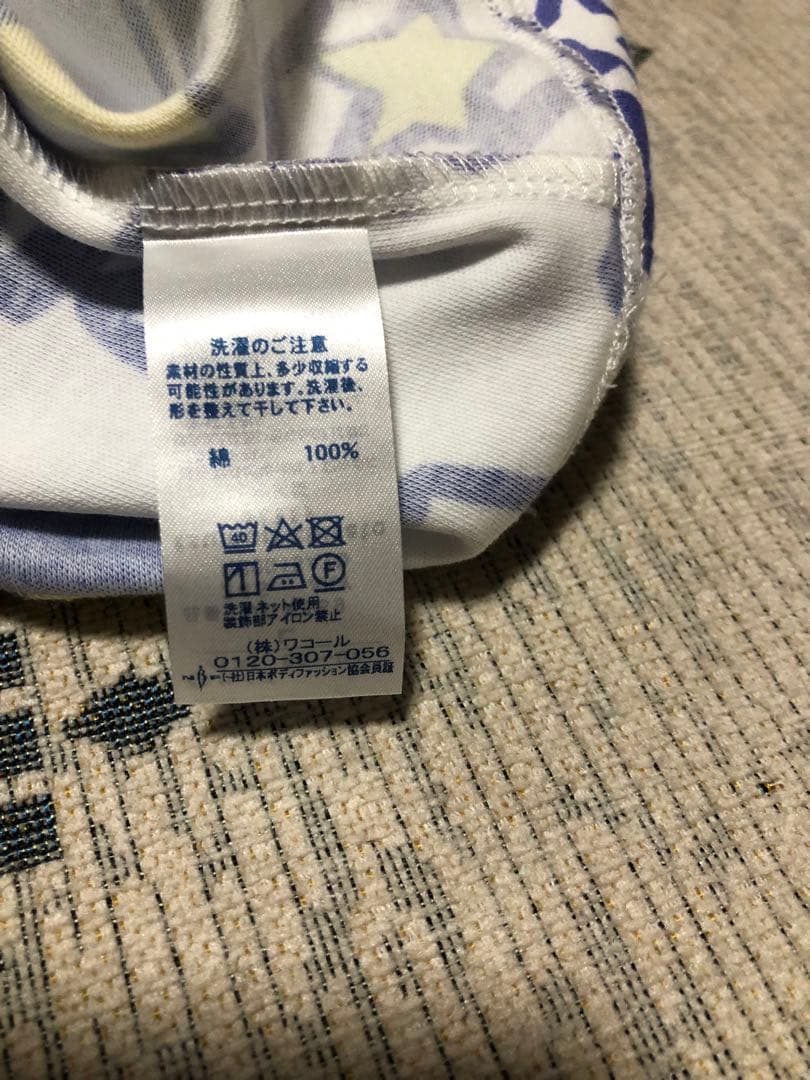 洗濯のご注意
素材の性質上、多少収縮する
可能性があります。洗濯後、
形を整えて干して下さい。
綿 100%
40
F
洗濯ネット使用
装飾部アイロン禁止
(株)ワコール
0120-307-056
(一社)日本ボディファッション協会会員証